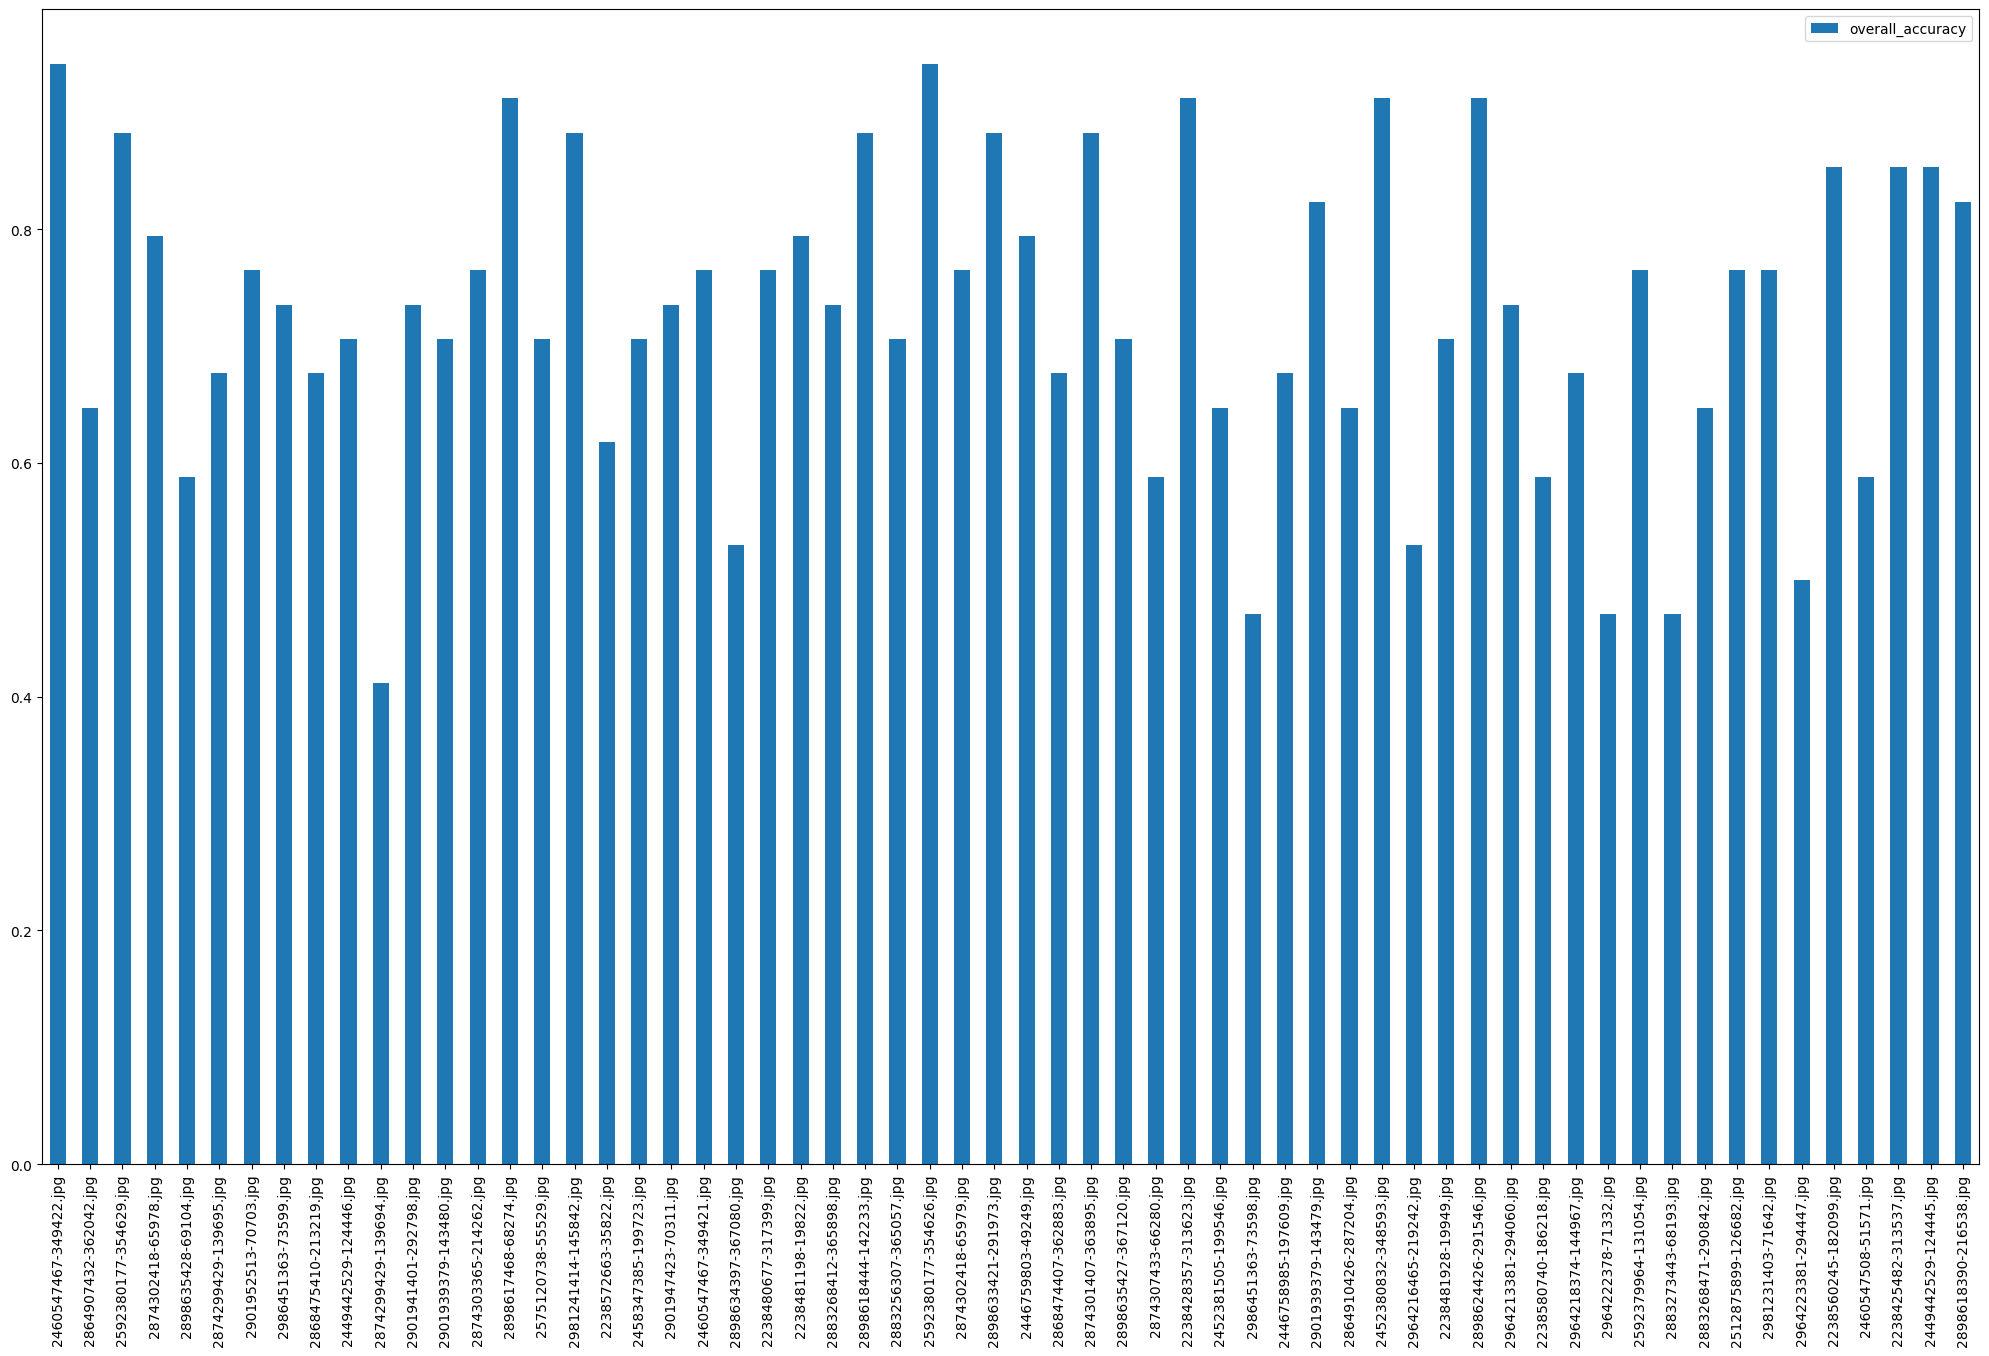 overall_accuracy
0.8
0.6
0.4
0.2
0.0
2460547467-349422.jpg
2864907432-362042.jpg
2592380177-354629.jpg
2874302418-65978.jpg
2898635428-69104.jpg
2874299429-139695.jpg
2901952513-70703.jpg
2986451363-73599.jpg
2868475410-213219.jpg
2449442529-124446.jpg
2874299429-139694.jpg
2901941401-292798.jpg
2901939379-143480.jpg
2874303365-214262.jpg
2898617468-68274.jpg
2575120738-55529.jpg
2981241414-145842.jpg
2238572663-35822.jpg
2458347385-199723.jpg
2901947423-70311.jpg
2460547467-349421.jpg
2898634397-367080.jpg
2238480677-317399.jpg
2238481198-19822.jpg
2883268412-365898.jpg
2898618444-142233.jpg
2883256307-365057.jpg
2592380177-354626.jpg
2874302418-65979.jpg
2898633421-291973.jpg
2446759803-49249.jpg
2868474407-362883.jpg
2874301407-363895.jpg
2898635427-367120.jpg
2874307433-66280.jpg
2238428357-313623.jpg
2452381505-199546.jpg
2986451363-73598.jpg
2446758985-197609.jpg
2901939379-143479.jpg
2864910426-287204.jpg
2452380832-348593.jpg
2964216465-219242.jpg
2238481928-19949.jpg
2898624426-291546.jpg
2964213381-294060.jpg
2238580740-186218.jpg
2964218374-144967.jpg
2964222378-71332.jpg
2592379964-131054.jpg
2883273443-68193.jpg
2883268471-290842.jpg
2512875899-126682.jpg
2981231403-71642.jpg
2964223381-294447.jpg
2238560245-182099.jpg
2460547508-51571.jpg
2238425482-313537.jpg
2449442529-124445.jpg
2898618390-216538.jpg